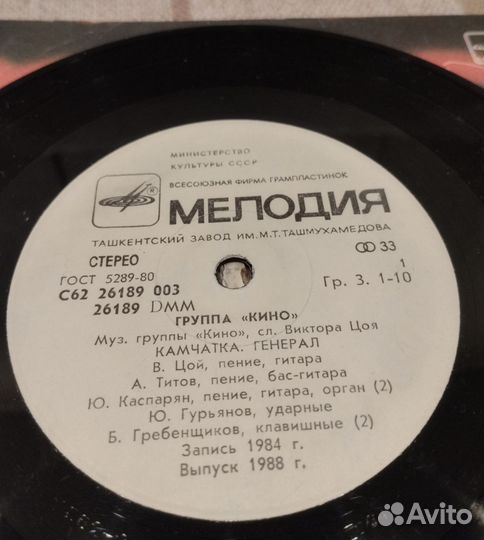 МИНИСТЕРСТВО
КУЛЬТУРЫ СССР
ВСЕСОЮЗНАЯ ФИРМА ГРАМПЛАСТИНОК
® МЕЛОДИЯ
ТАШКЕНТСКИЙ ЗАВОД ИМ. М.Т.ТАШМУХАМЕДОВА
СТЕРЕО 33
ГОСТ 5289-80 1
С62 26189 003 Гр. 3. 1-10
26189 DMM
ГРУППА «КИНО»
Муз. группы «Кино», сл. Виктора Цоя
КАМЧАТКА. ГЕНЕРАЛ
В. Цой, пение, гитара
А. Титов, пение, бас-гитара
Ю. Каспарян, пение, гитара, орган (2)
Ю. Гурьянов, ударные
Б. Гребенщиков, клавишные (2)
Запись 1984 г.
Выпуск 1988 г.
Avito